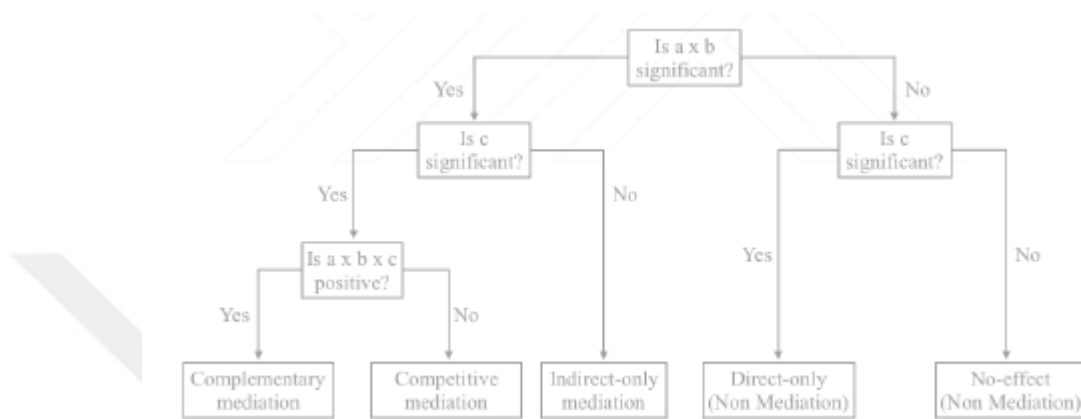 Is a x b
significant?
Yes
No
Is c
significant?
Is c
significant?
Yes
No
Yes
No
Is a x b x c
positive?
Yes
No
Complementary
mediation
Competitive
mediation
Indirect-only
mediation
Direct-only
(Non Mediation)
No-effect
(Non Mediation)